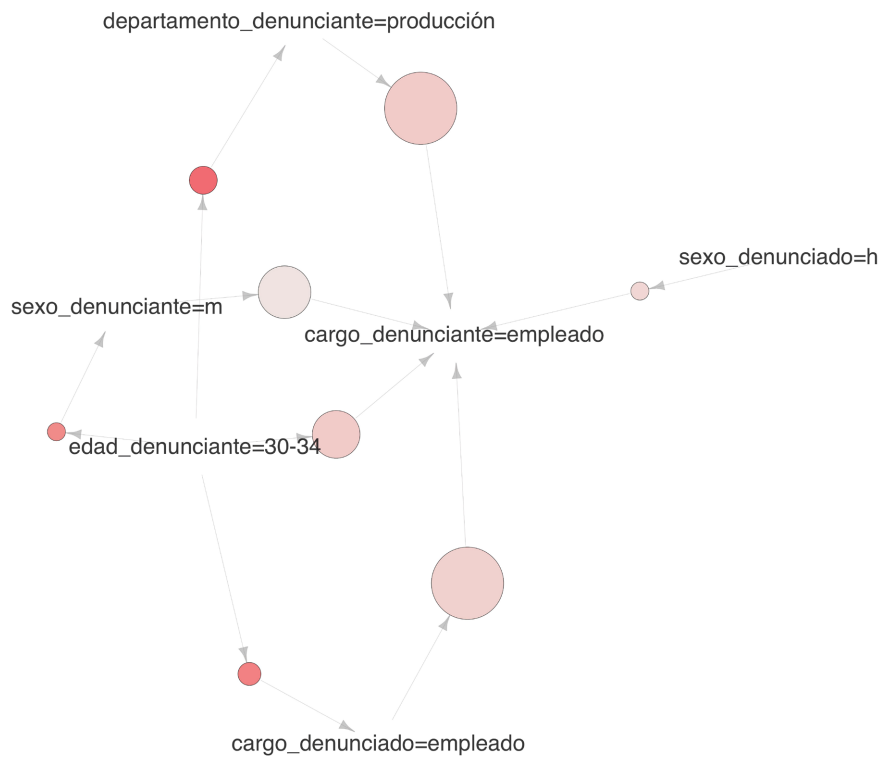 departamento_denunciante=producción
sexo_denunciado=h
sexo_denunciante=m
cargo_denunciante=empleado
edad_denunciante=30-34
cargo_denunciado=empleado